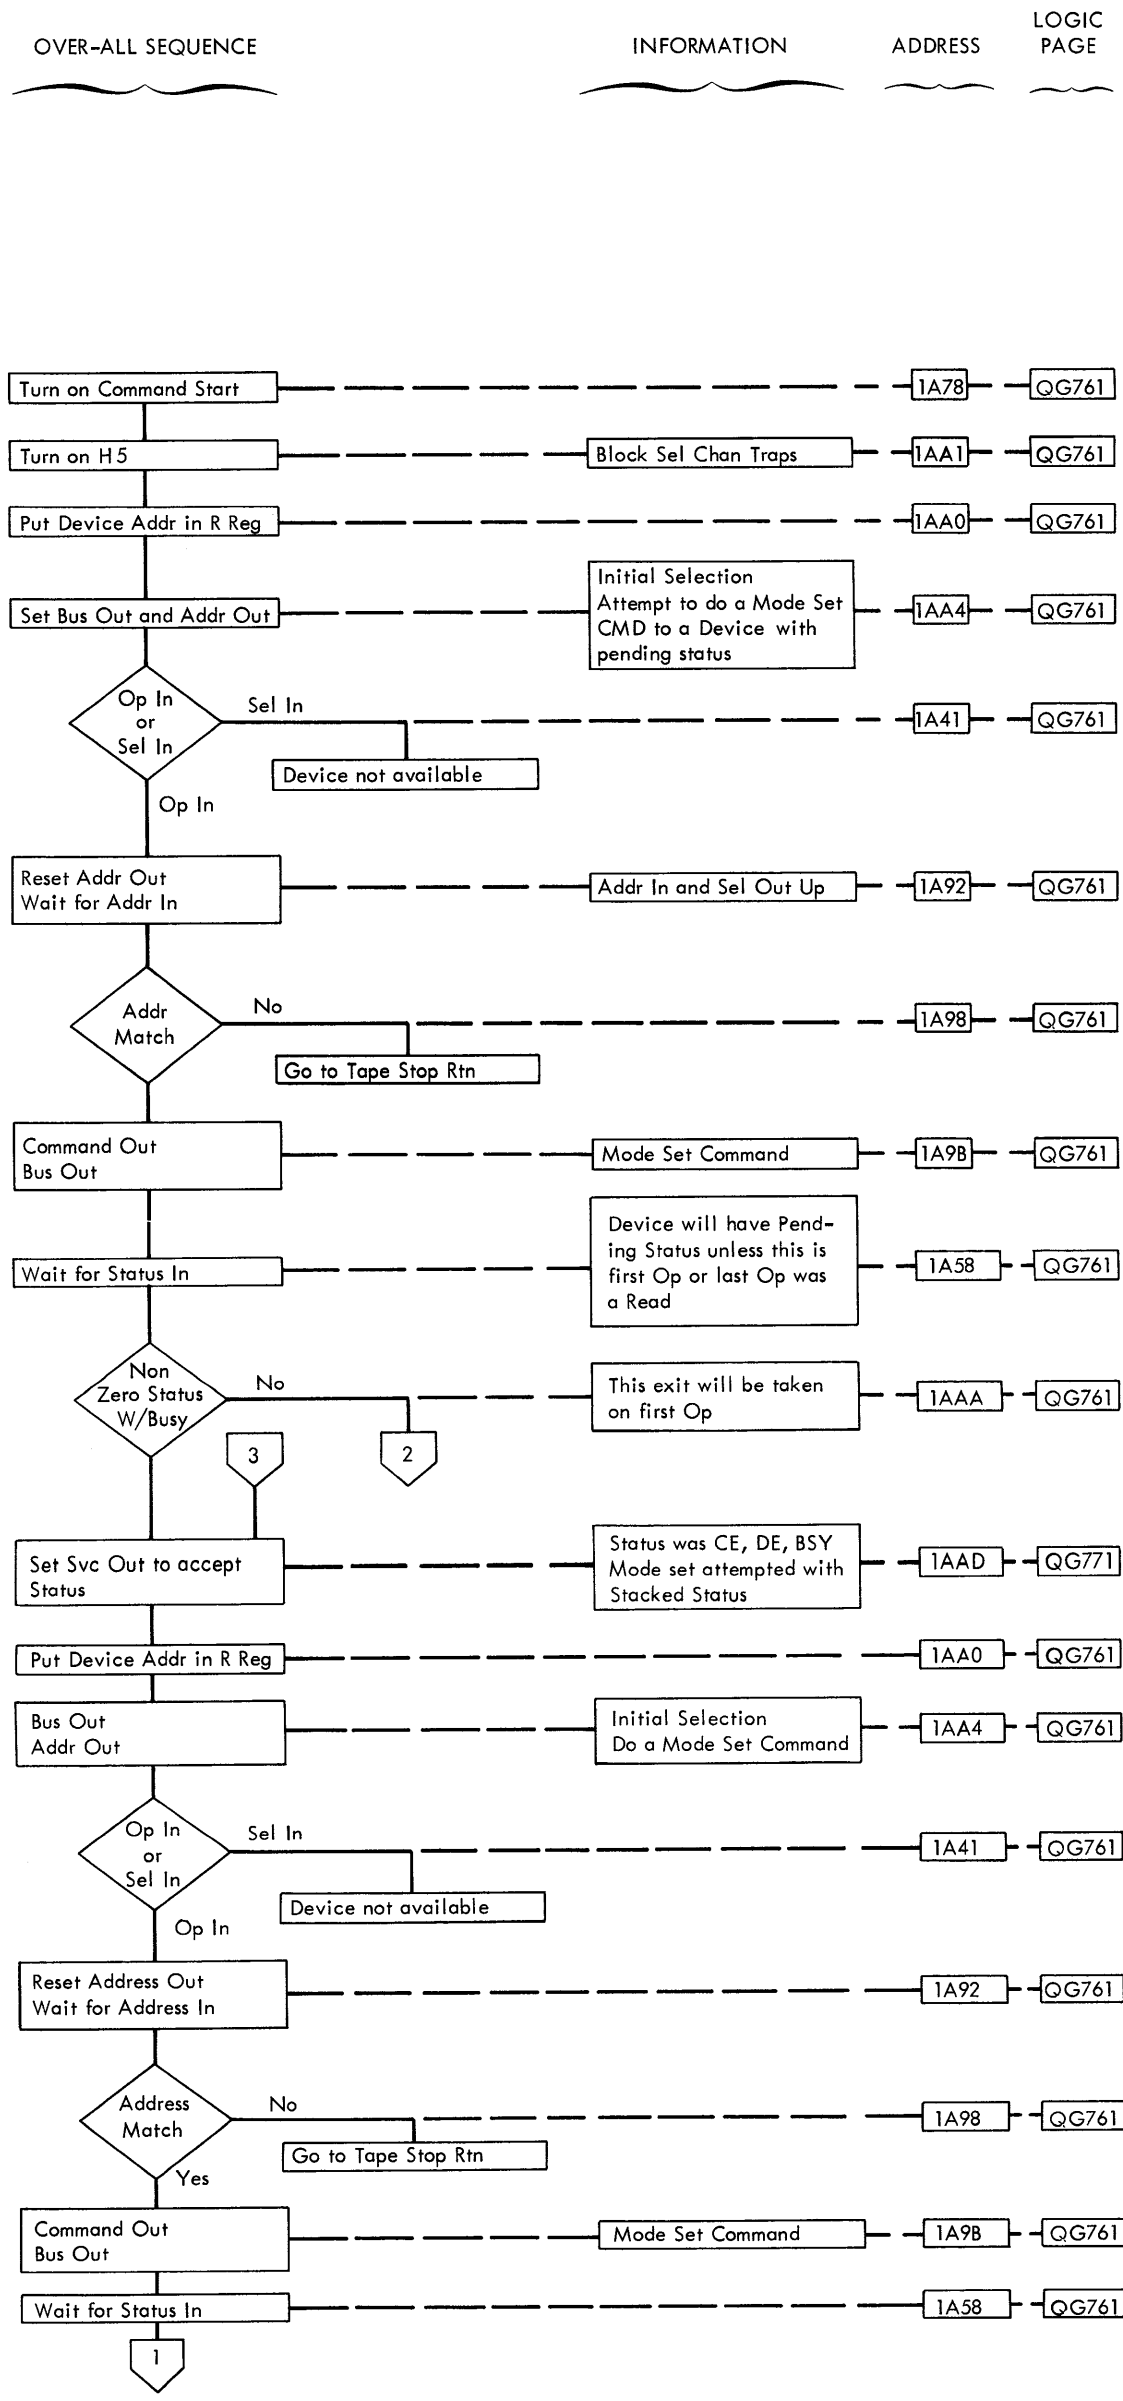 OVER-ALL SEQUENCE
INFORMATION
ADDRESS
LOGIC
PAGE
Turn on Command Start
1A78
QG761
Turn on H5
Block Sel Chan Traps
1AA1
QG761
Put Device Addr in R Reg
1AA0
QG761
Set Bus Out and Addr Out
Initial Selection
Attempt to do a Mode Set
CMD to a Device with
pending status
1AA4
QG761
Op In
or
Sel In
Sel In
1A41
QG761
Device not available
Op In
Reset Addr Out
Wait for Addr In
Addr In and Sel Out Up
1A92
QG761
Addr
Match
No
1A98
QG761
Go to Tape Stop Rtn
Command Out
Bus Out
Mode Set Command
1A9B
QG761
Wait for Status In
Device will have Pend-
ing Status unless this is
first Op or last Op was
a Read
1A58
QG761
Non
Zero Status
W/Busy
No
This exit will be taken
on first Op
1AAA
QG761
3
2
Set Svc Out to accept
Status
Status was CE, DE, BSY
Mode set attempted with
Stacked Status
1AAD
QG771
Put Device Addr in R Reg
1AA0
QG761
Bus Out
Addr Out
Initial Selection
Do a Mode Set Command
1AA4
QG761
Op In
or
Sel In
Sel In
1A41
QG761
Device not available
Op In
Reset Address Out
Wait for Address In
1A92
QG761
Address
Match
No
1A98
QG761
Go to Tape Stop Rtn
Yes
Command Out
Bus Out
Mode Set Command
1A9B
QG761
Wait for Status In
1A58
QG761
1